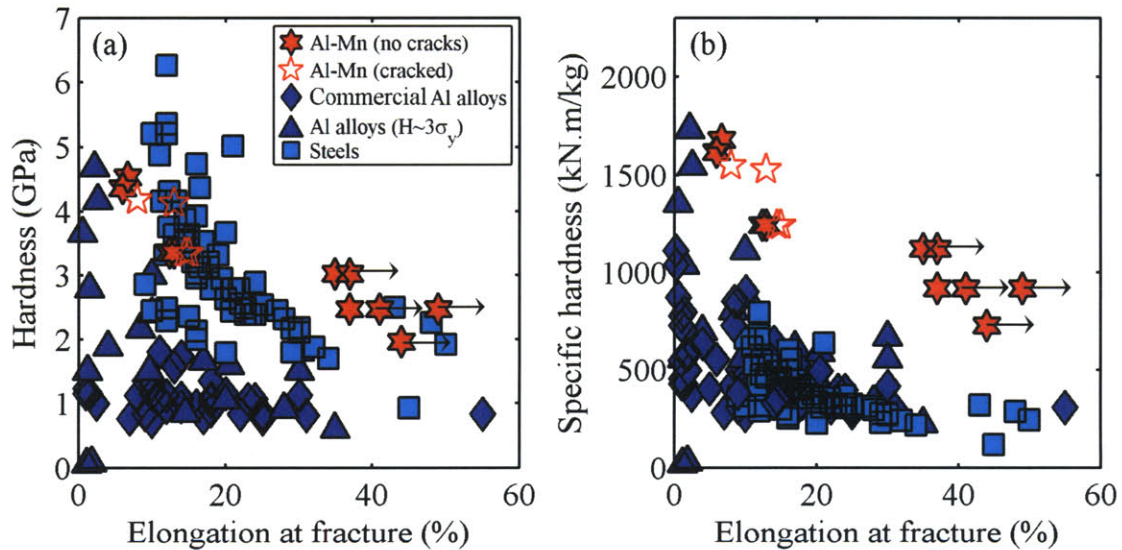 (a)
Hardness (GPa)
7
6
5
4
3
2
1
0
0
20
40
60
Elongation at fracture (%)
Al-Mn (no cracks)
Al-Mn (cracked)
Commercial Al alloys
Al alloys (H~3σy)
Steels
(b)
Specific hardness (kN.m/kg)
2000
1500
1000
500
0
0
20
40
60
Elongation at fracture (%)